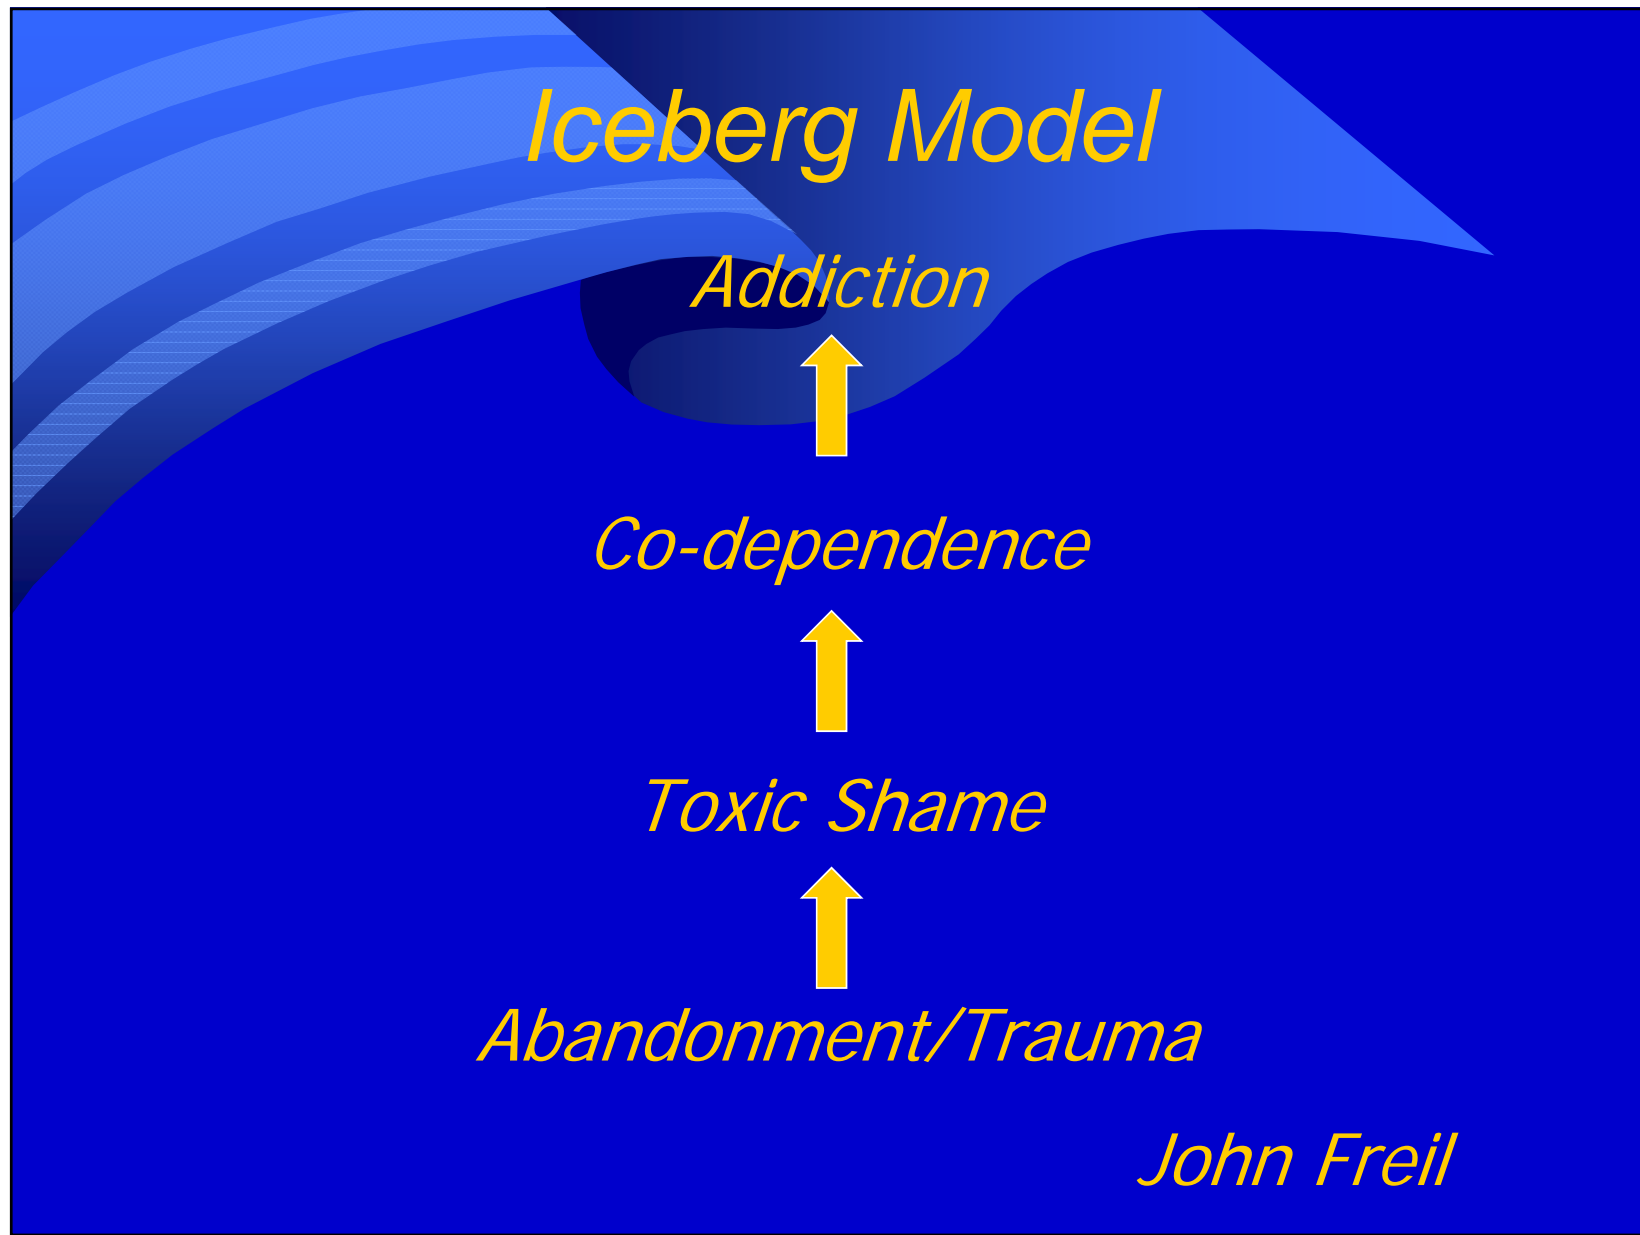 Iceberg Model
Addiction
Co-dependence
Toxic Shame
Abandonment/Trauma
John Freil